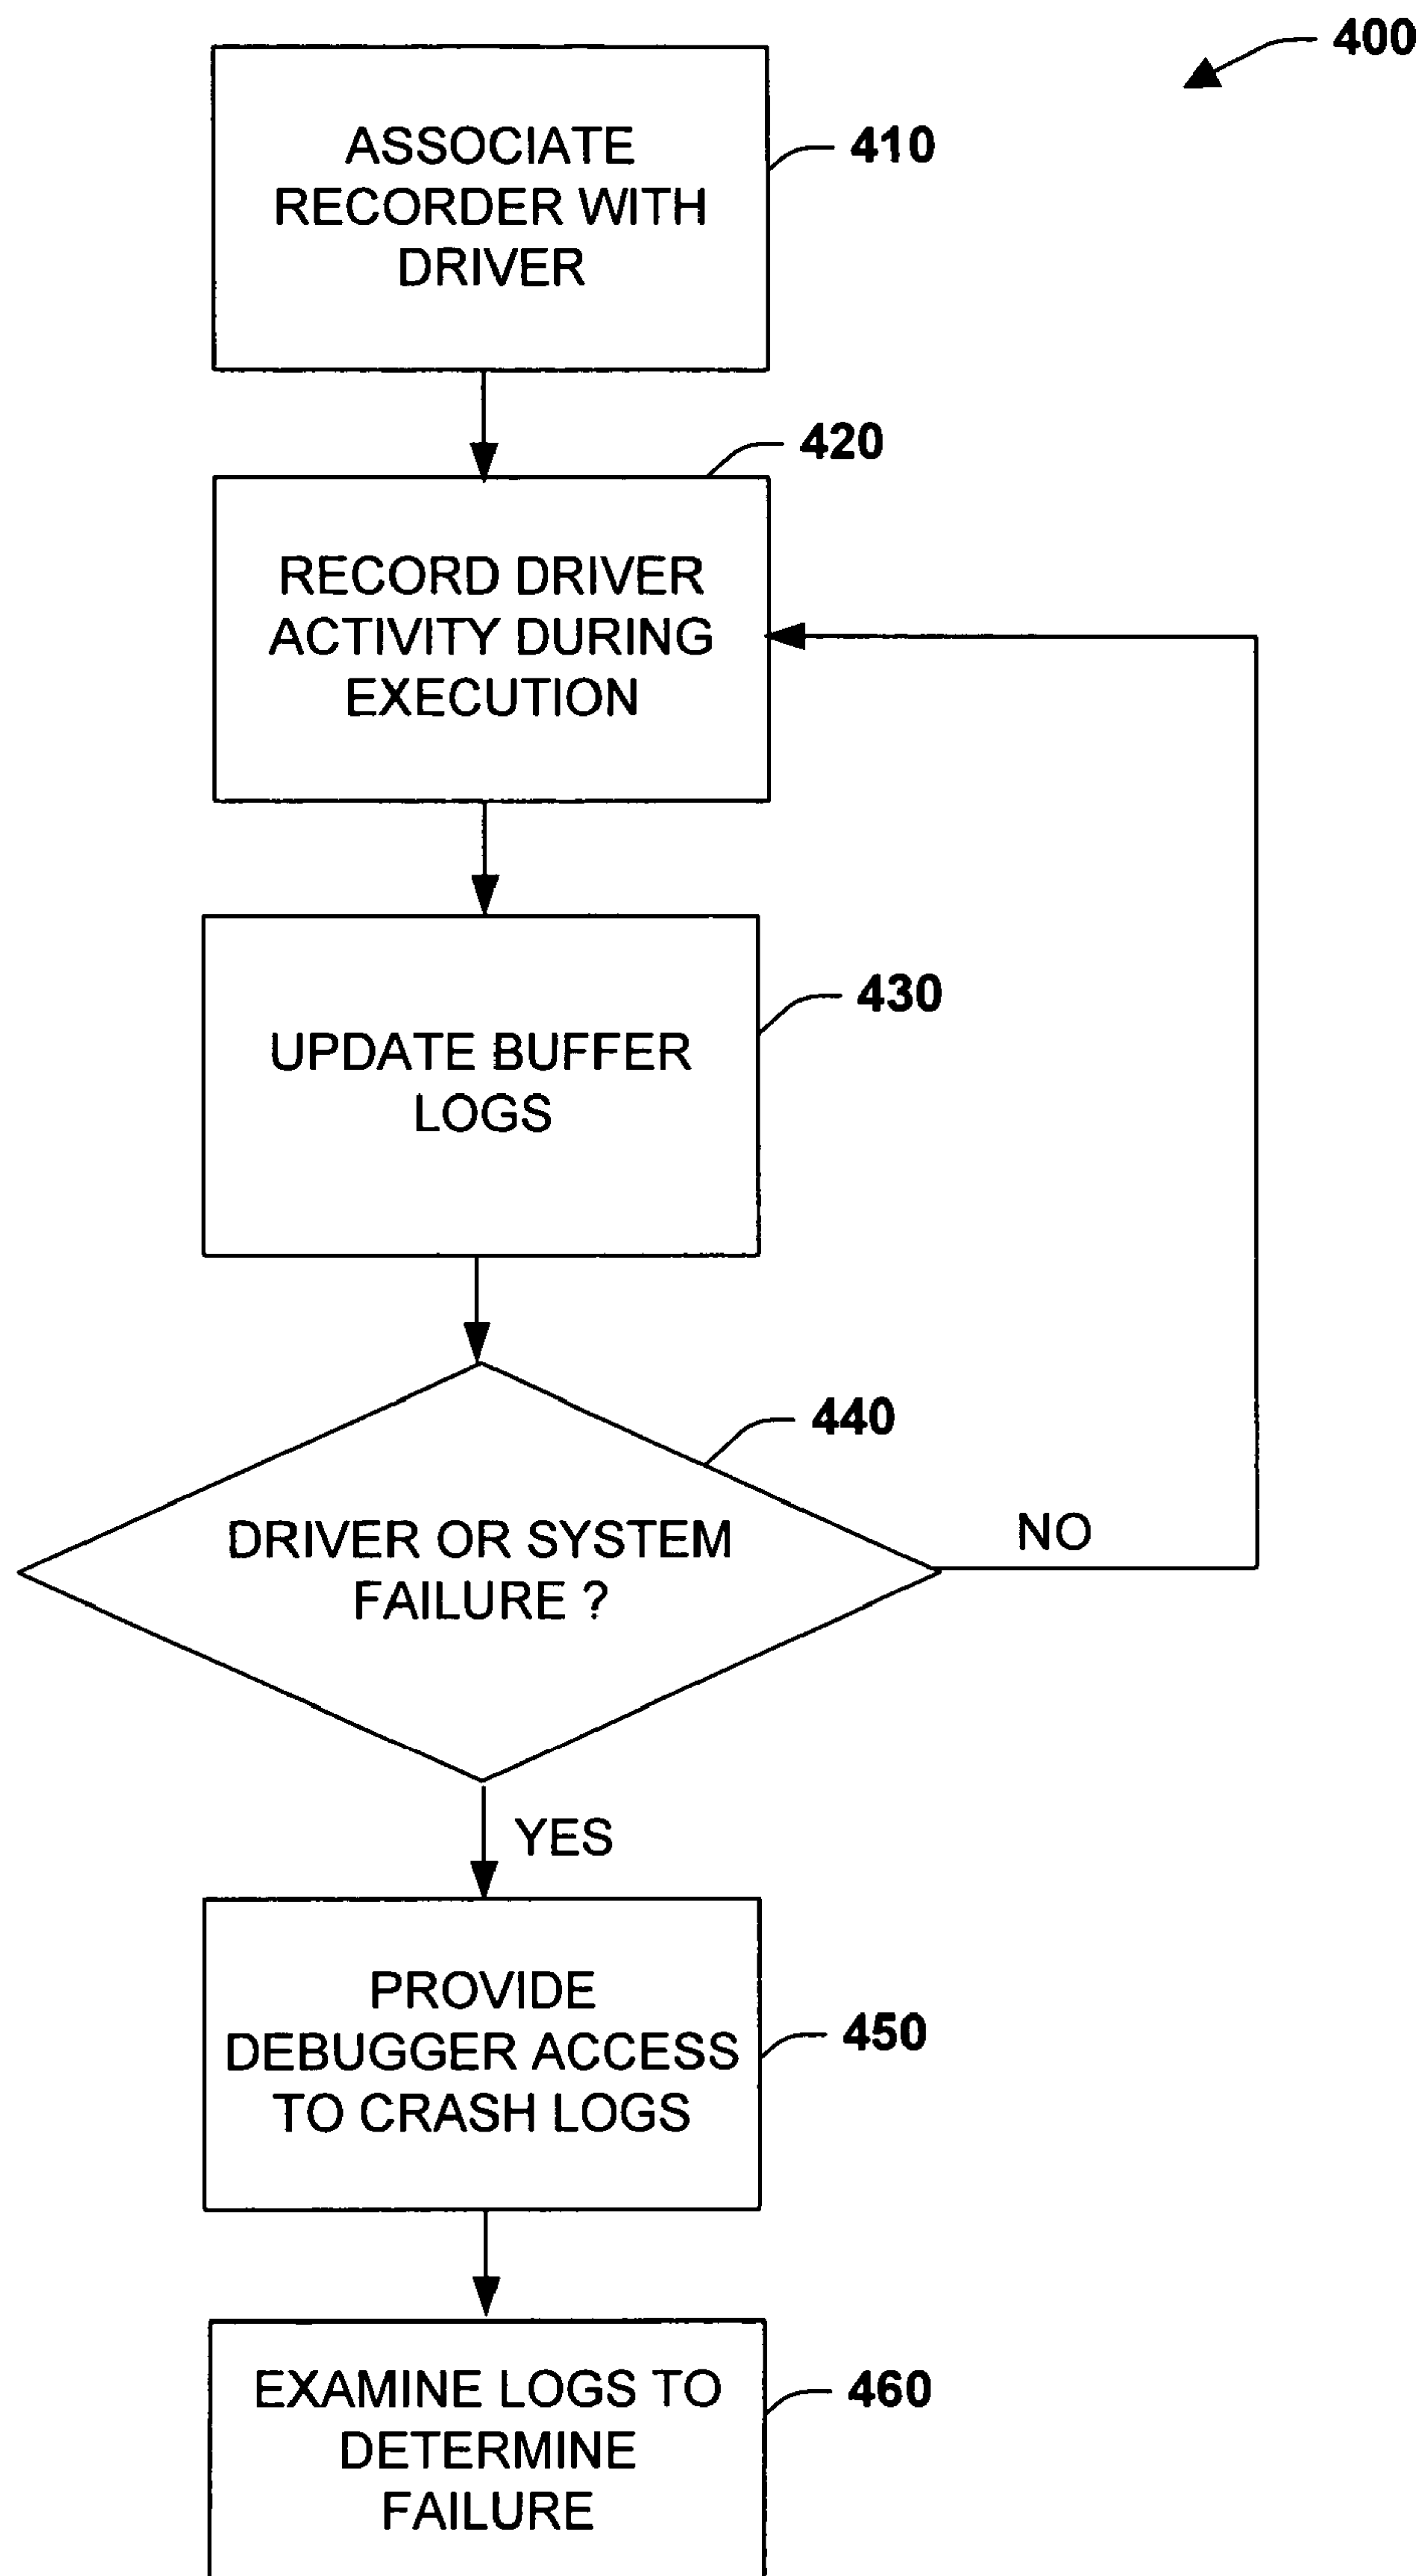 400
ASSOCIATE
RECORDER WITH
DRIVER
410
420
RECORD DRIVER
ACTIVITY DURING
EXECUTION
430
UPDATE BUFFER
LOGS
440
DRIVER OR SYSTEM
FAILURE ?
NO
YES
PROVIDE
DEBUGGER ACCESS
TO CRASH LOGS
450
EXAMINE LOGS TO
DETERMINE
FAILURE
460